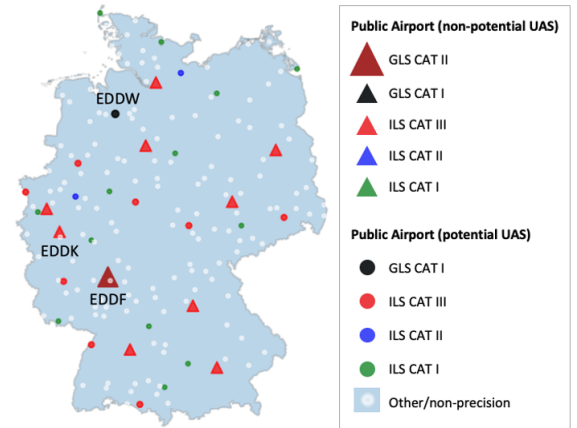 EDDW
EDDK
EDDF
Public Airport (non-potential UAS)
GLS CAT II
GLS CAT I
ILS CAT III
ILS CAT II
ILS CAT I
Public Airport (potential UAS)
GLS CAT I
ILS CAT III
ILS CAT II
ILS CAT I
Other/non-precision